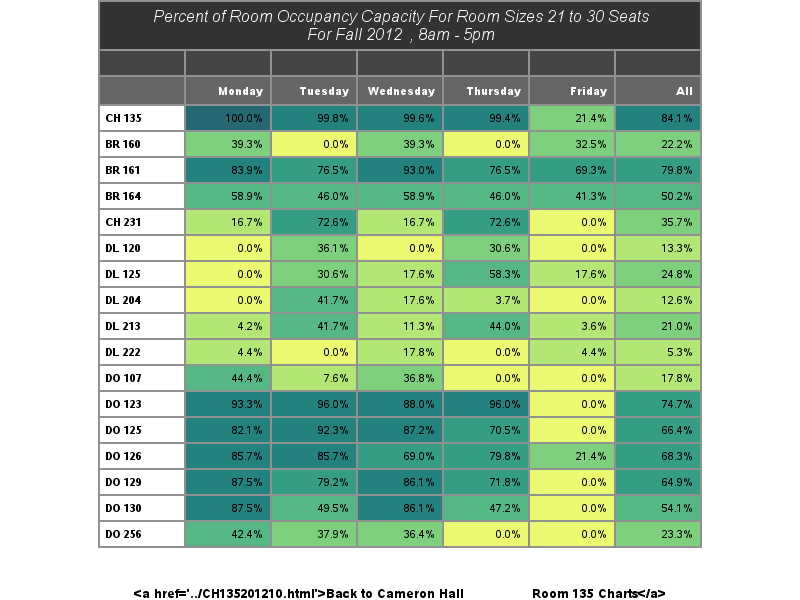 Percent of Room Occupancy Capacity For Room Sizes 21 to 30 Seats
For Fall 2012 , 8am - 5pm
Monday Tuesday Wednesday Thursday Friday All
CH 135 100.0% 99.8% 99.6% 99.4% 21.4% 84.1%
BR 160 39.3% 0.0% 39.3% 0.0% 32.5% 22.2%
BR 161 83.9% 76.5% 93.0% 76.5% 69.3% 79.8%
BR 164 58.9% 46.0% 58.9% 46.0% 41.3% 50.2%
CH 231 16.7% 72.6% 16.7% 72.6% 0.0% 35.7%
DL 120 0.0% 36.1% 0.0% 30.6% 0.0% 13.3%
DL 125 0.0% 30.6% 17.6% 58.3% 17.6% 24.8%
DL 204 0.0% 41.7% 17.6% 3.7% 0.0% 12.6%
DL 213 4.2% 41.7% 11.3% 44.0% 3.6% 21.0%
DL 222 4.4% 0.0% 17.8% 0.0% 4.4% 5.3%
DO 107 44.4% 7.6% 36.8% 0.0% 0.0% 17.8%
DO 123 93.3% 96.0% 88.0% 96.0% 0.0% 74.7%
DO 125 82.1% 92.3% 87.2% 70.5% 0.0% 66.4%
DO 126 85.7% 85.7% 69.0% 79.8% 21.4% 68.3%
DO 129 87.5% 79.2% 86.1% 71.8% 0.0% 64.9%
DO 130 87.5% 49.5% 86.1% 47.2% 0.0% 54.1%
DO 256 42.4% 37.9% 36.4% 0.0% 0.0% 23.3%
<a href='../CH135201210.html'>Back to Cameron Hall Room 135 Charts</a>